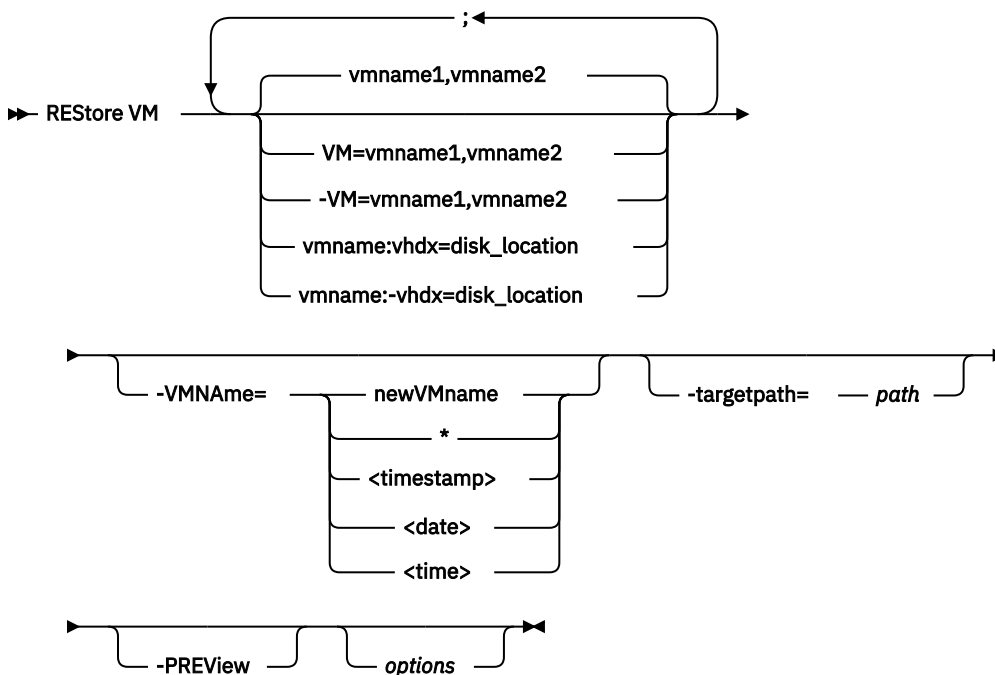 ;
vmname1,vmname2
REStore VM
VM=vmname1,vmname2
-VM=vmname1,vmname2
vmname:vhdx=disk_location
vmname:-vhdx=disk_location
-VMNAme= newVMname -targetpath= path
*
<timestamp>
<date>
<time>
-PREView options